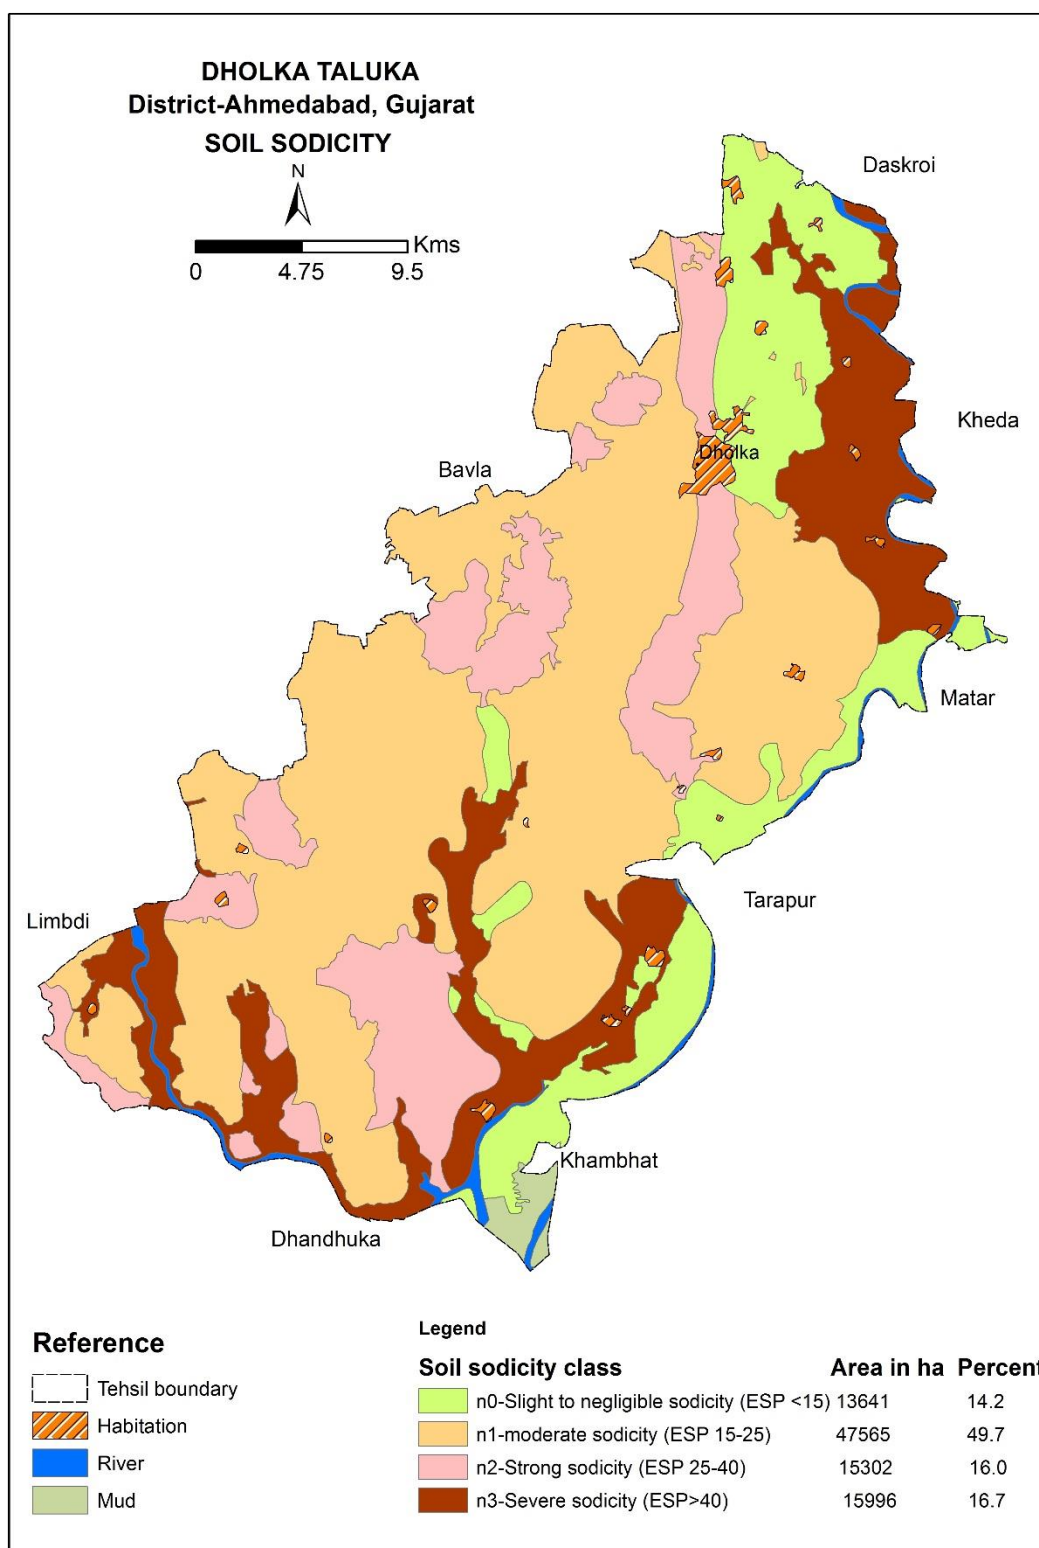 DHOLKA TALUKA
District-Ahmedabad, Gujarat
SOIL SODICITY
N
Kms
0 4.75 9.5
Daskroi
Kheda
Dholka
Bavla
Matar
Tarapur
Limbdi
Khambhat
Dhandhuka
Reference
Tehsil boundary
Habitation
River
Mud
Legend
Soil sodicity class Area in ha Percent
n0-Slight to negligible sodicity (ESP <15) 13641 14.2
n1-moderate sodicity (ESP 15-25) 47565 49.7
n2-Strong sodicity (ESP 25-40) 15302 16.0
n3-Severe sodicity (ESP>40) 15996 16.7